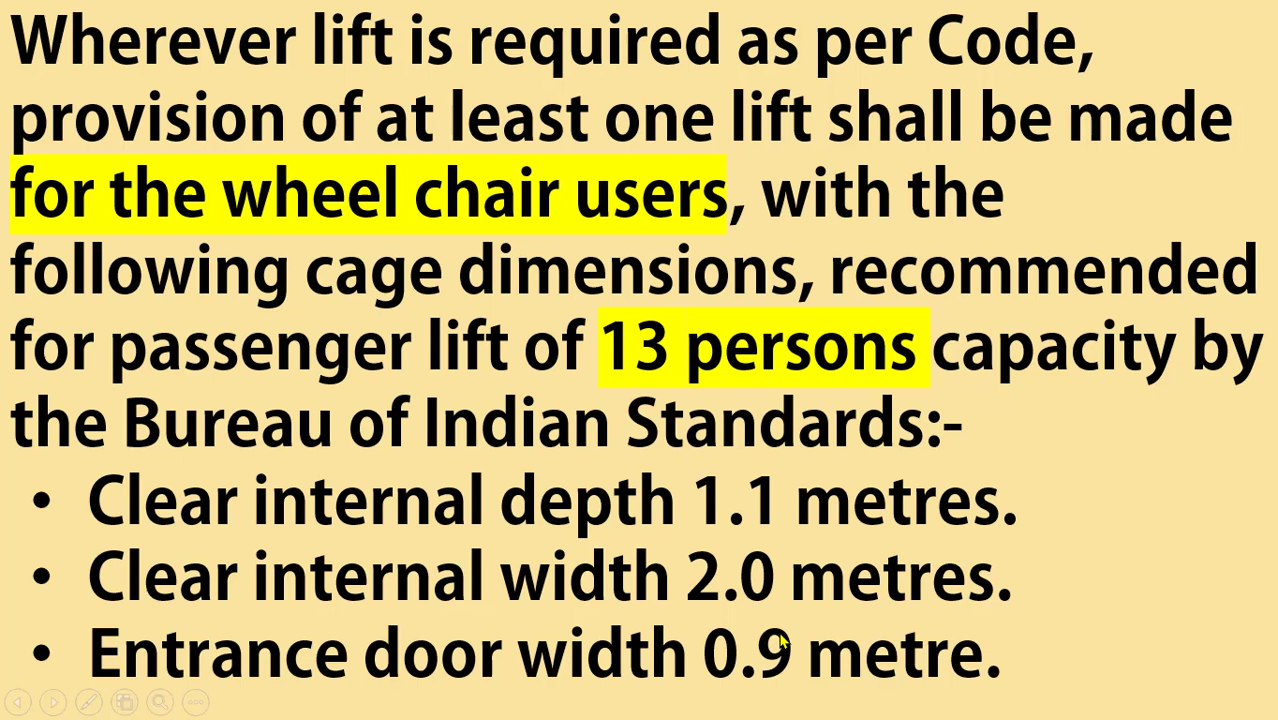 Wherever lift is required as per Code,
provision of at least one lift shall be made
for the wheel chair users, with the
following cage dimensions, recommended
for passenger lift of 13 persons capacity by
the Bureau of Indian Standards:-
• Clear internal depth 1.1 metres.
• Clear internal width 2.0 metres.
• Entrance door width 0.9 metre.